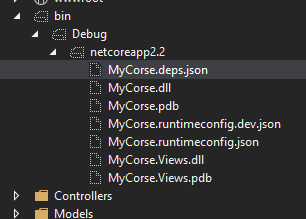 wwwroot
bin
Debug
netcoreapp2.2
MyCorse.deps.json
MyCorse.dll
MyCorse.pdb
MyCorse.runtimeconfig.dev.json
MyCorse.runtimeconfig.json
MyCorse.Views.dll
MyCorse.Views.pdb
Controllers
Models